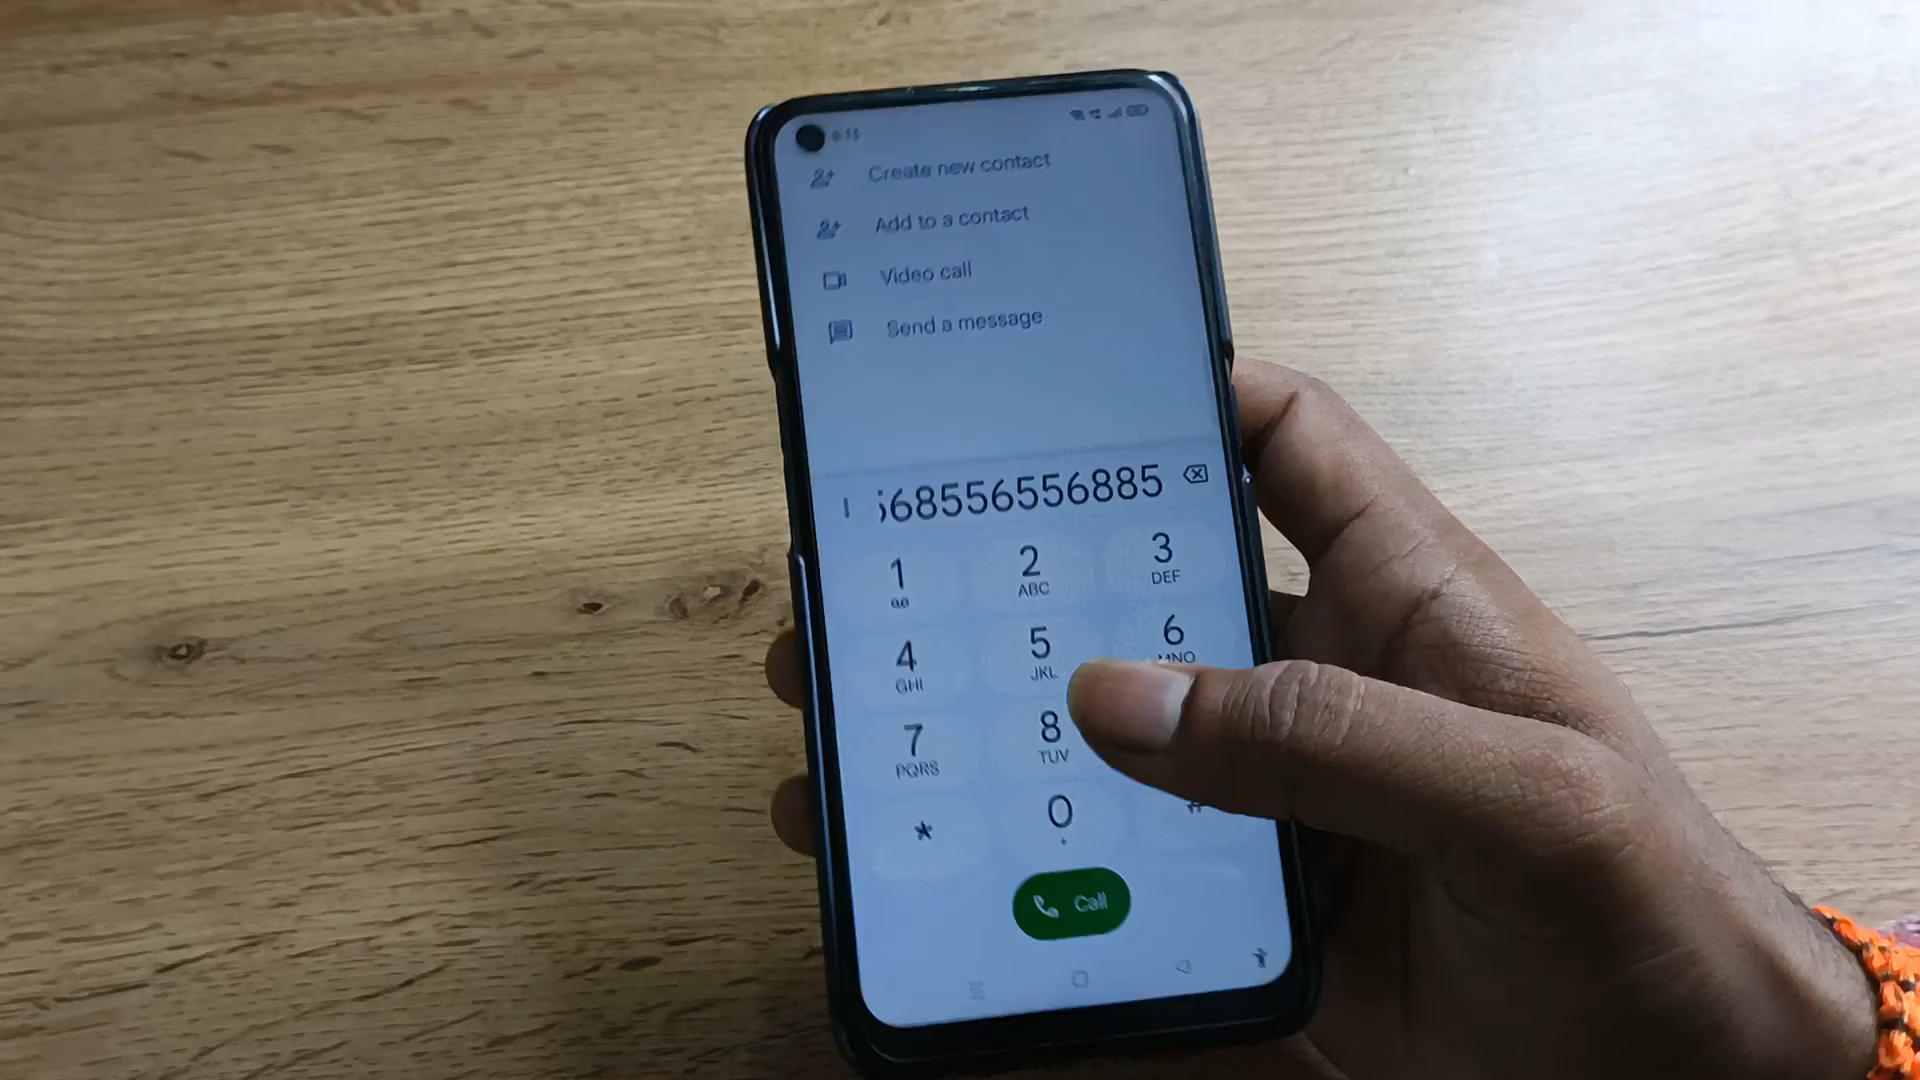 Create new contact
Add to a contact
Video call
Send a message
68556556885
1
2
ABC
3
DEF
4
GHI
5
JKL
6
MNO
7
PQRS
8
TUV
*
0
Call